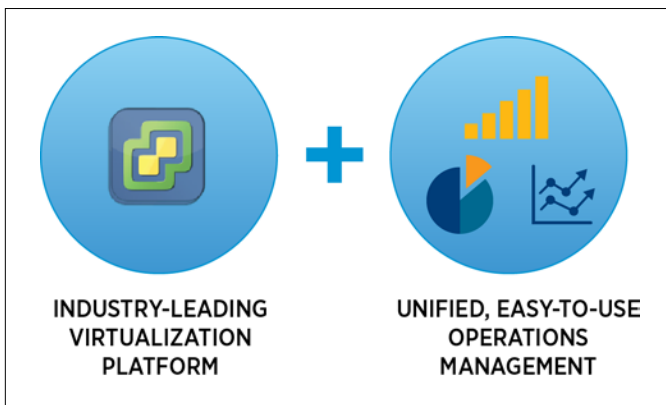 INDUSTRY-LEADING
VIRTUALIZATION
PLATFORM
UNIFIED, EASY-TO-USE
OPERATIONS
MANAGEMENT